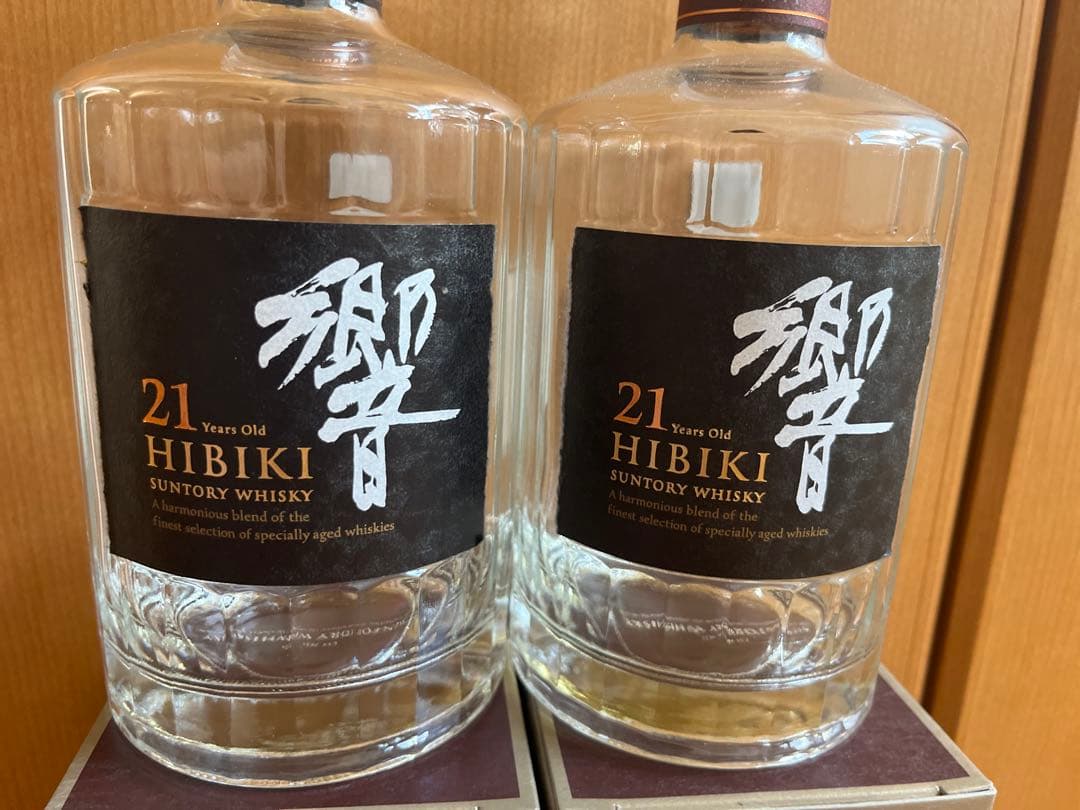 響
21 Years Old
HIBIKI
SUNTORY WHISKY
A harmonious blend of the
finest selection of specially aged whiskies
響
21 Years Old
HIBIKI
SUNTORY WHISKY
A harmonious blend of the
finest selection of specially aged whiskies